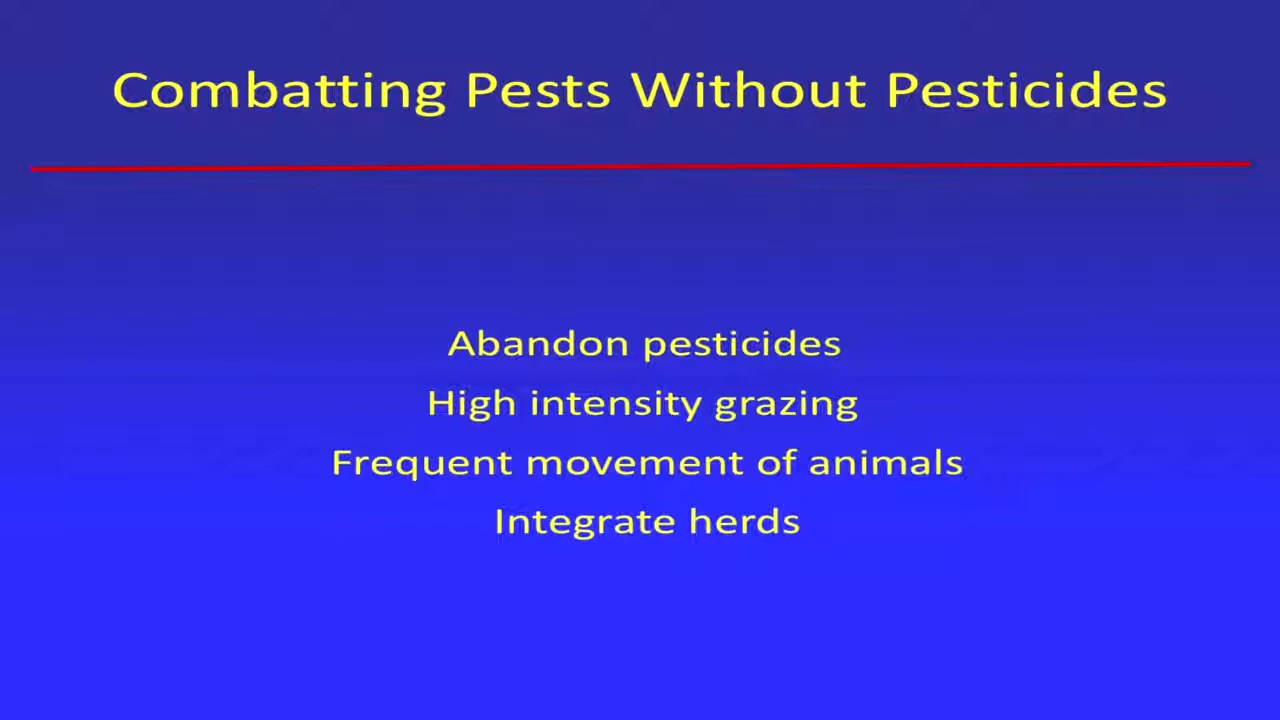 Combatting Pests Without Pesticides
Abandon pesticides
High intensity grazing
Frequent movement of animals
Integrate herds